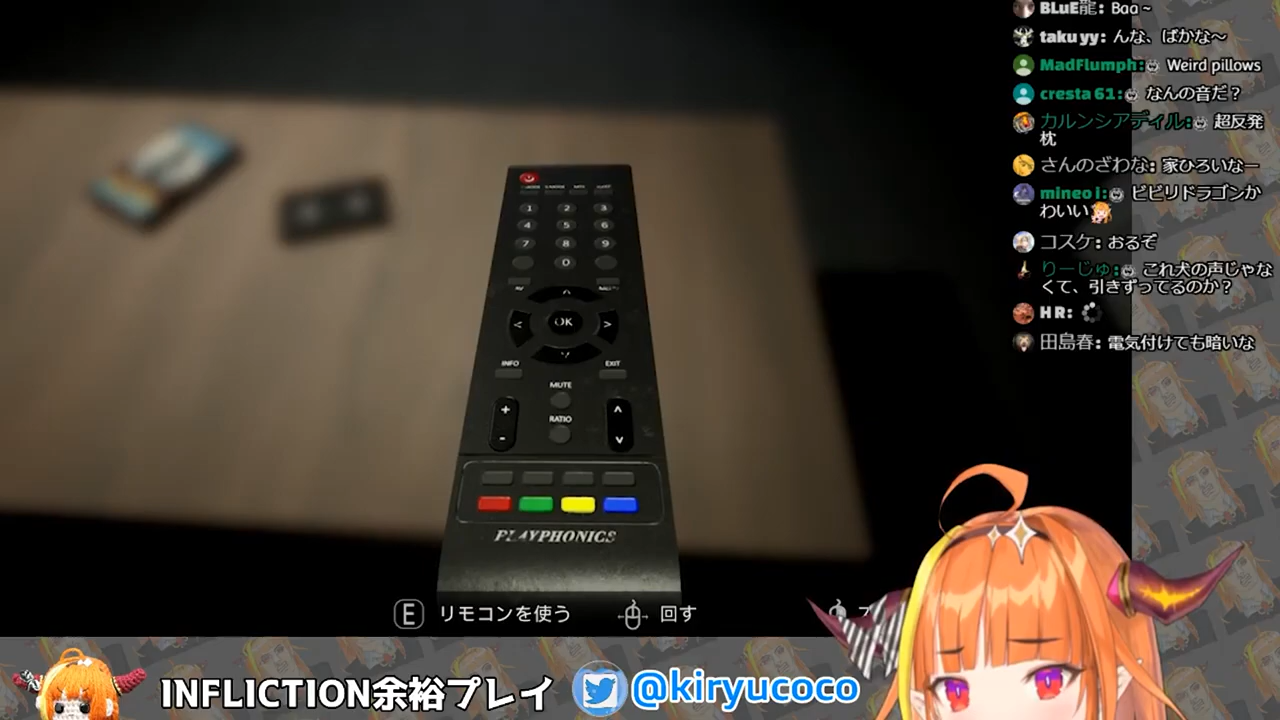 BLuE龍: Baa~
taku yy: んな、ばかな～
MadFlumph: Weird pillows
cresta 61: なんの音だ？
カルンシアディル: 超反発
枕
さんのざわな: 家ひろいなー
mineo i: ビビリドラゴンか
わいい
コスケ: おるぞ
りーじゅ: これ犬の声じゃな
くて、引きずってるのか？
H R:
田島春: 電気付けても暗いな
1 2 3
4 5 6
7 8 9
0
AV
OK
INFO EXIT
MUTE
RATIO
PLAYPHONICS
E リモコンを使う 回す
INFLICTION余裕プレイ @kiryucoco